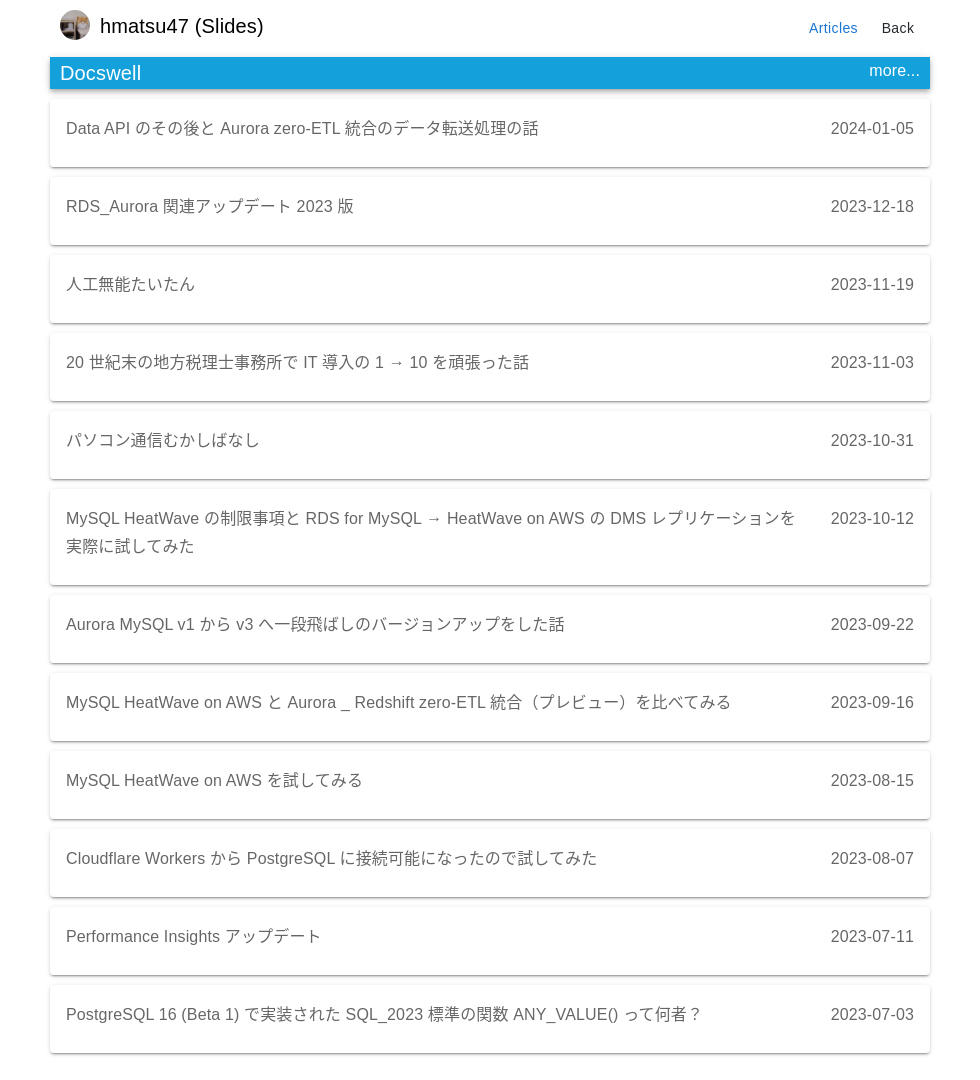 hmatsu47 (Slides)
Articles
Back
Docswell
more...
Data API のその後と Aurora zero-ETL 統合のデータ転送処理の話
2024-01-05
RDS_Aurora 関連アップデート 2023 版
2023-12-18
人工無能たいたん
2023-11-19
20 世紀末の地方税理士事務所で IT 導入の 1 → 10 を頑張った話
2023-11-03
パソコン通信むかしばなし
2023-10-31
MySQL HeatWave の制限事項と RDS for MySQL → HeatWave on AWS の DMS レプリケーションを
実際に試してみた
2023-10-12
Aurora MySQL v1 から v3 へ一段飛ばしのバージョンアップをした話
2023-09-22
MySQL HeatWave on AWS と Aurora _ Redshift zero-ETL 統合（プレビュー）を比べてみる
2023-09-16
MySQL HeatWave on AWS を試してみる
2023-08-15
Cloudflare Workers から PostgreSQL に接続可能になったので試してみた
2023-08-07
Performance Insights アップデート
2023-07-11
PostgreSQL 16 (Beta 1) で実装された SQL_2023 標準の関数 ANY_VALUE() って何者？
2023-07-03